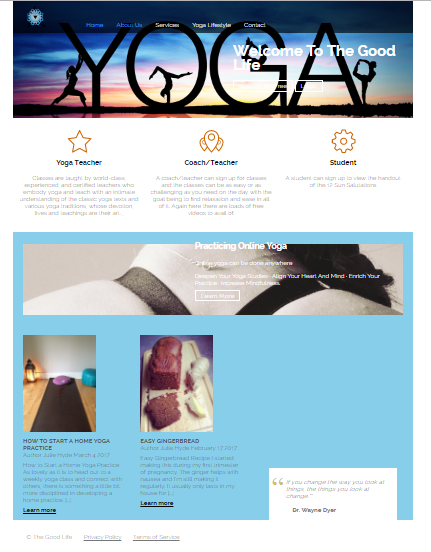 Home About Us Services Yoga Lifestyle Contact
YOGA
Welcome To The Good
Life
Yoga Teacher
Coach/Teacher
Student
Classes are taught by world-class,
experienced, and certified teachers who
embody yoga and teach with an intimate
understanding of the classic yoga texts and
various yoga traditions, whose devotion
lives and teachings are their art...
A coach/teacher can sign up for classes
and the classes can be as easy or as
challenging as you need on the day with the
goal being to find relaxation and ease in all
of it. Again here there are loads of free
videos to avail of.
A student can sign up to view the handout
of the 12 Sun Salutations
Practicing Online Yoga
Online yoga can be done anywhere
Deepen Your Yoga Studies · Align Your Heart And Mind · Enrich Your
Practice · Increase Mindfulness.
Learn More
HOW TO START A HOME YOGA
PRACTICE
Author: Julie Hyde March 4 2017
How to Start a Home Yoga Practice
As lovely as it is to head out to a
weekly yoga class and connect with
others, there is something a little bit
more disciplined in developing a
home practice. [...]
Learn more
EASY GINGERBREAD
Author: Julie Hyde February 17 2017
Easy Gingerbread Recipe I started
making this during my first trimester
of pregnancy. The ginger helps with
nausea and I'm still making it
regularly. I usually only bake in my
house for [...]
Learn more
“ If you change the way you look at
things, the things you look at
change.”
Dr. Wayne Dyer
© The Good Life Privacy Policy Terms of Service